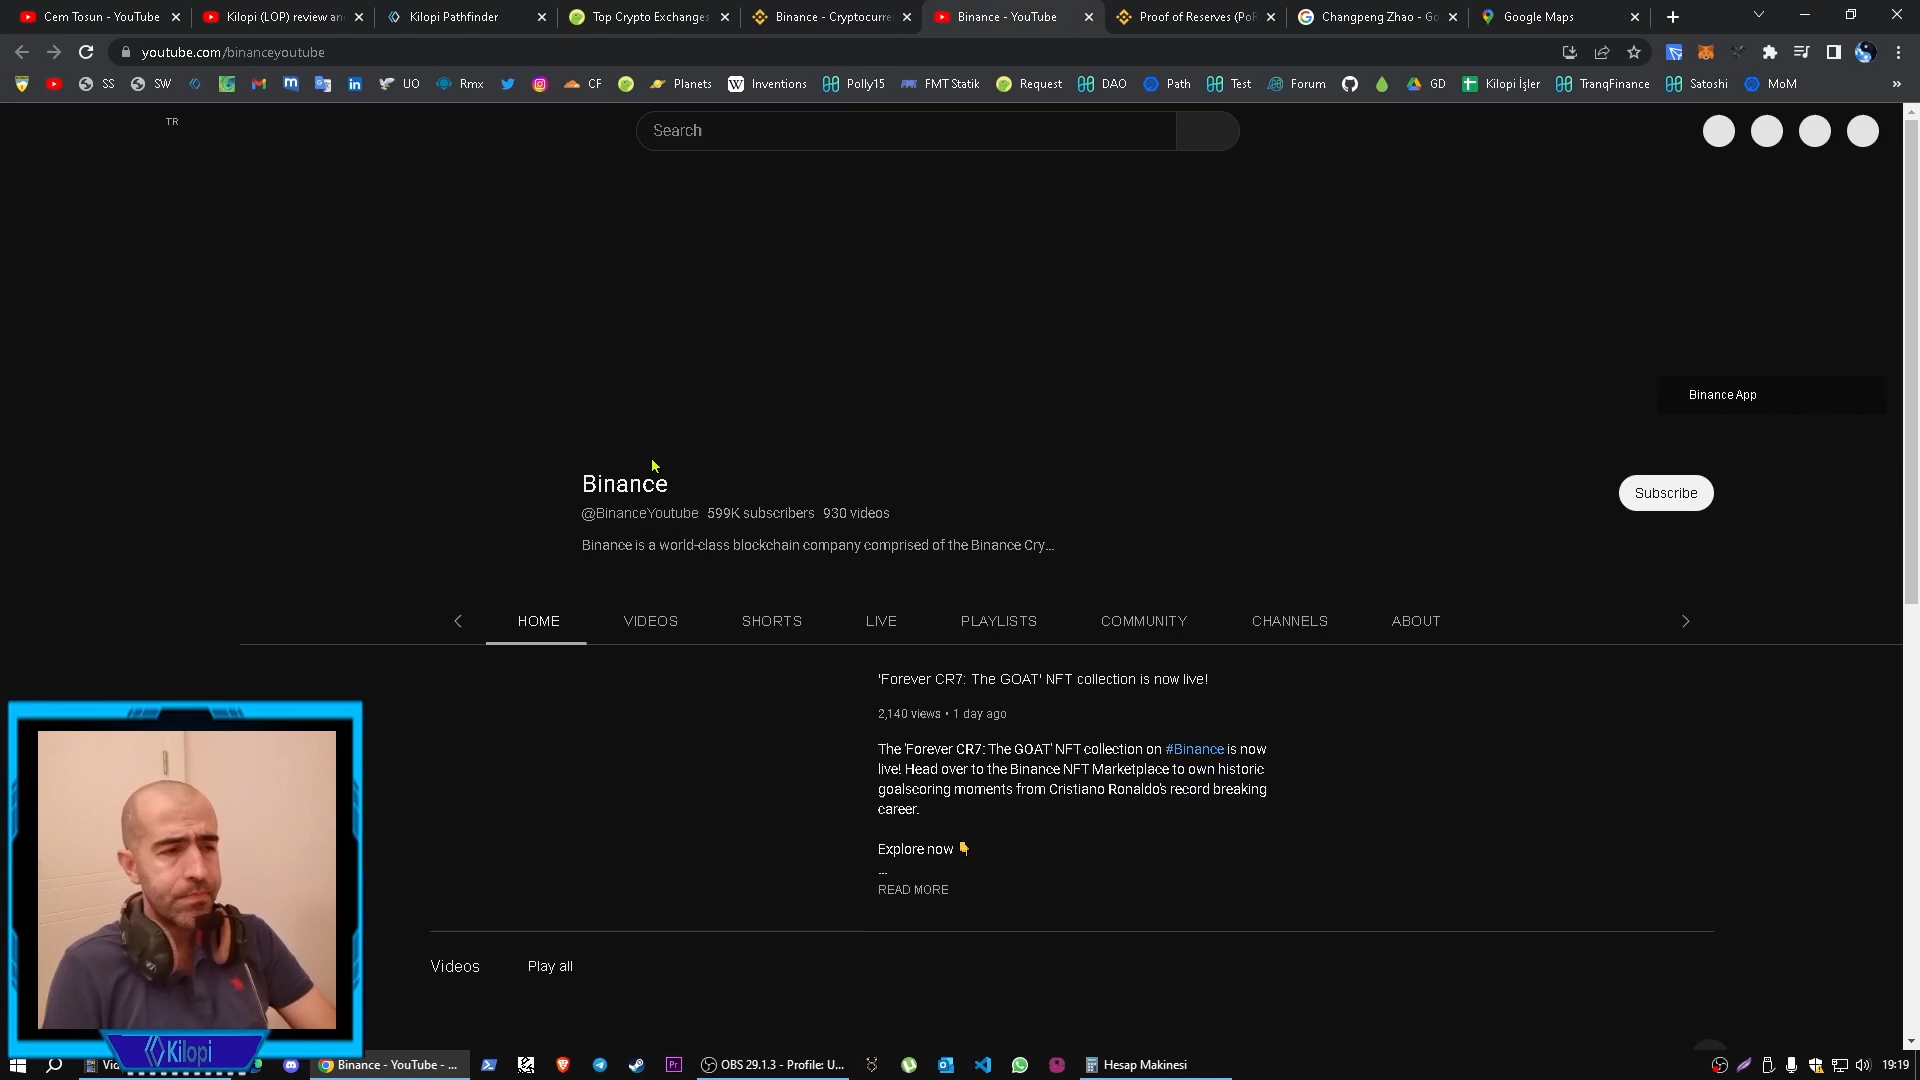 Cem Tosun - YouTube
Kilopi (LOP) review an
Kilopi Pathfinder
Top Crypto Exchanges
Binance - Cryptocurre
Binance - YouTube
Proof of Reserves (PoR
Changpeng Zhao - Go
Google Maps
youtube.com/binanceyoutube
SS
SW
UO
Rmx
CF
Planets
Inventions
Polly15
FMT Statik
Request
DAO
Path
Test
Forum
GD
Kilopi İşler
TranqFinance
Satoshi
MoM
TR
Search
Binance App
Binance
@BinanceYoutube 599K subscribers 930 videos
Binance is a world-class blockchain company comprised of the Binance Cry...
Subscribe
HOME
VIDEOS
SHORTS
LIVE
PLAYLISTS
COMMUNITY
CHANNELS
ABOUT
'Forever CR7: The GOAT' NFT collection is now live!
2,140 views • 1 day ago
The 'Forever CR7: The GOAT' NFT collection on #Binance is now
live! Head over to the Binance NFT Marketplace to own historic
goalscoring moments from Cristiano Ronaldo's record breaking
career.
Explore now 👇
...
READ MORE
Videos
Play all
Kilopi
Binance - YouTube - ...
Pr
OBS 29.1.3 - Profile: U...
Hesap Makinesi
19:19